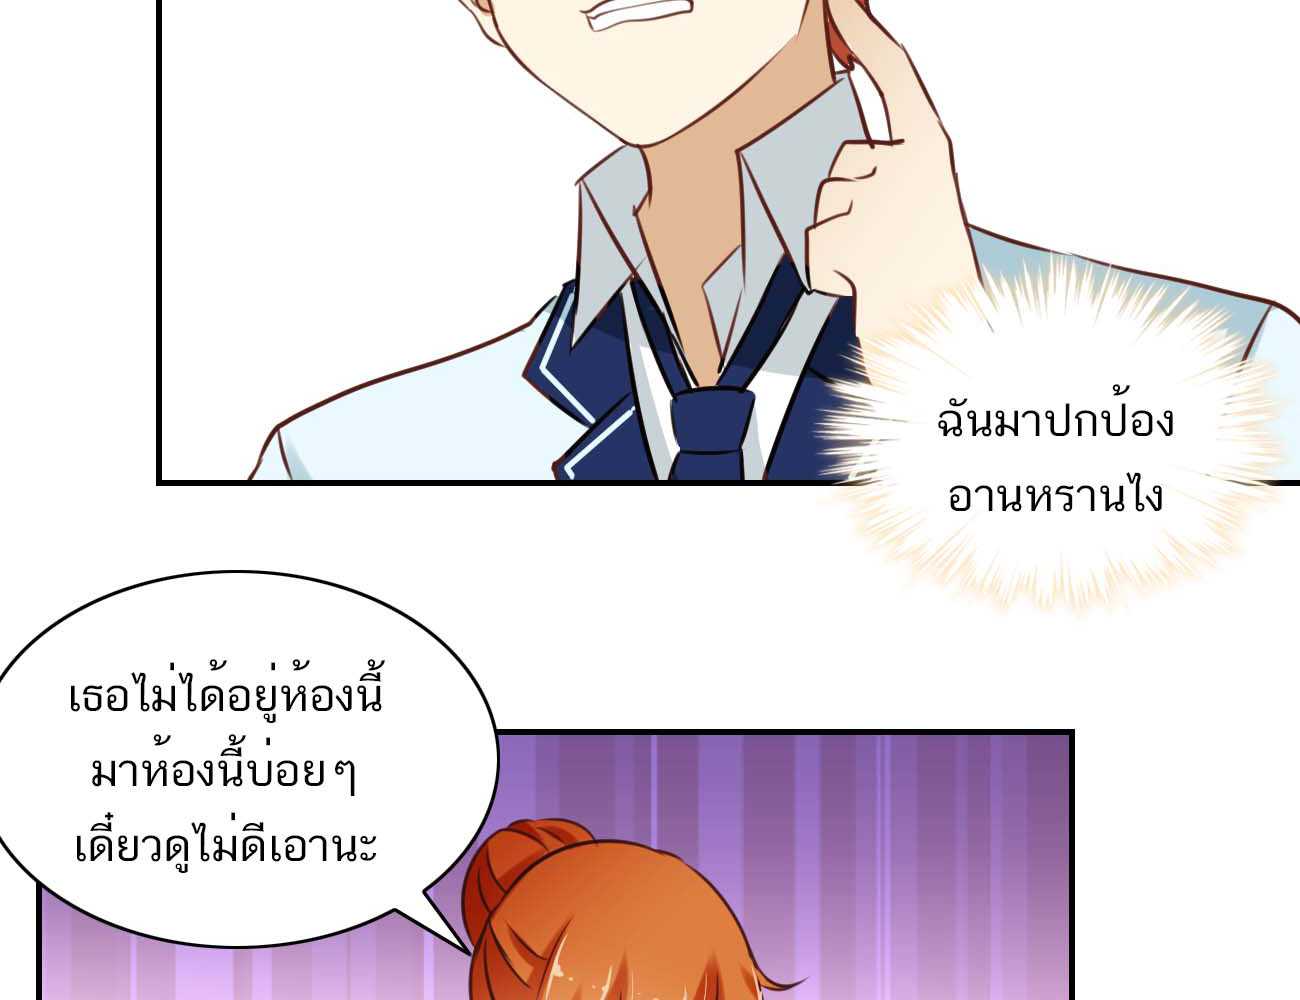 ฉันมาปกป้อง
อานหรานไง
เธอไม่ได้อยู่ห้องนี้
มาห้องนี้บ่อยๆ
เดี๋ยวดูไม่ดีเอานะ